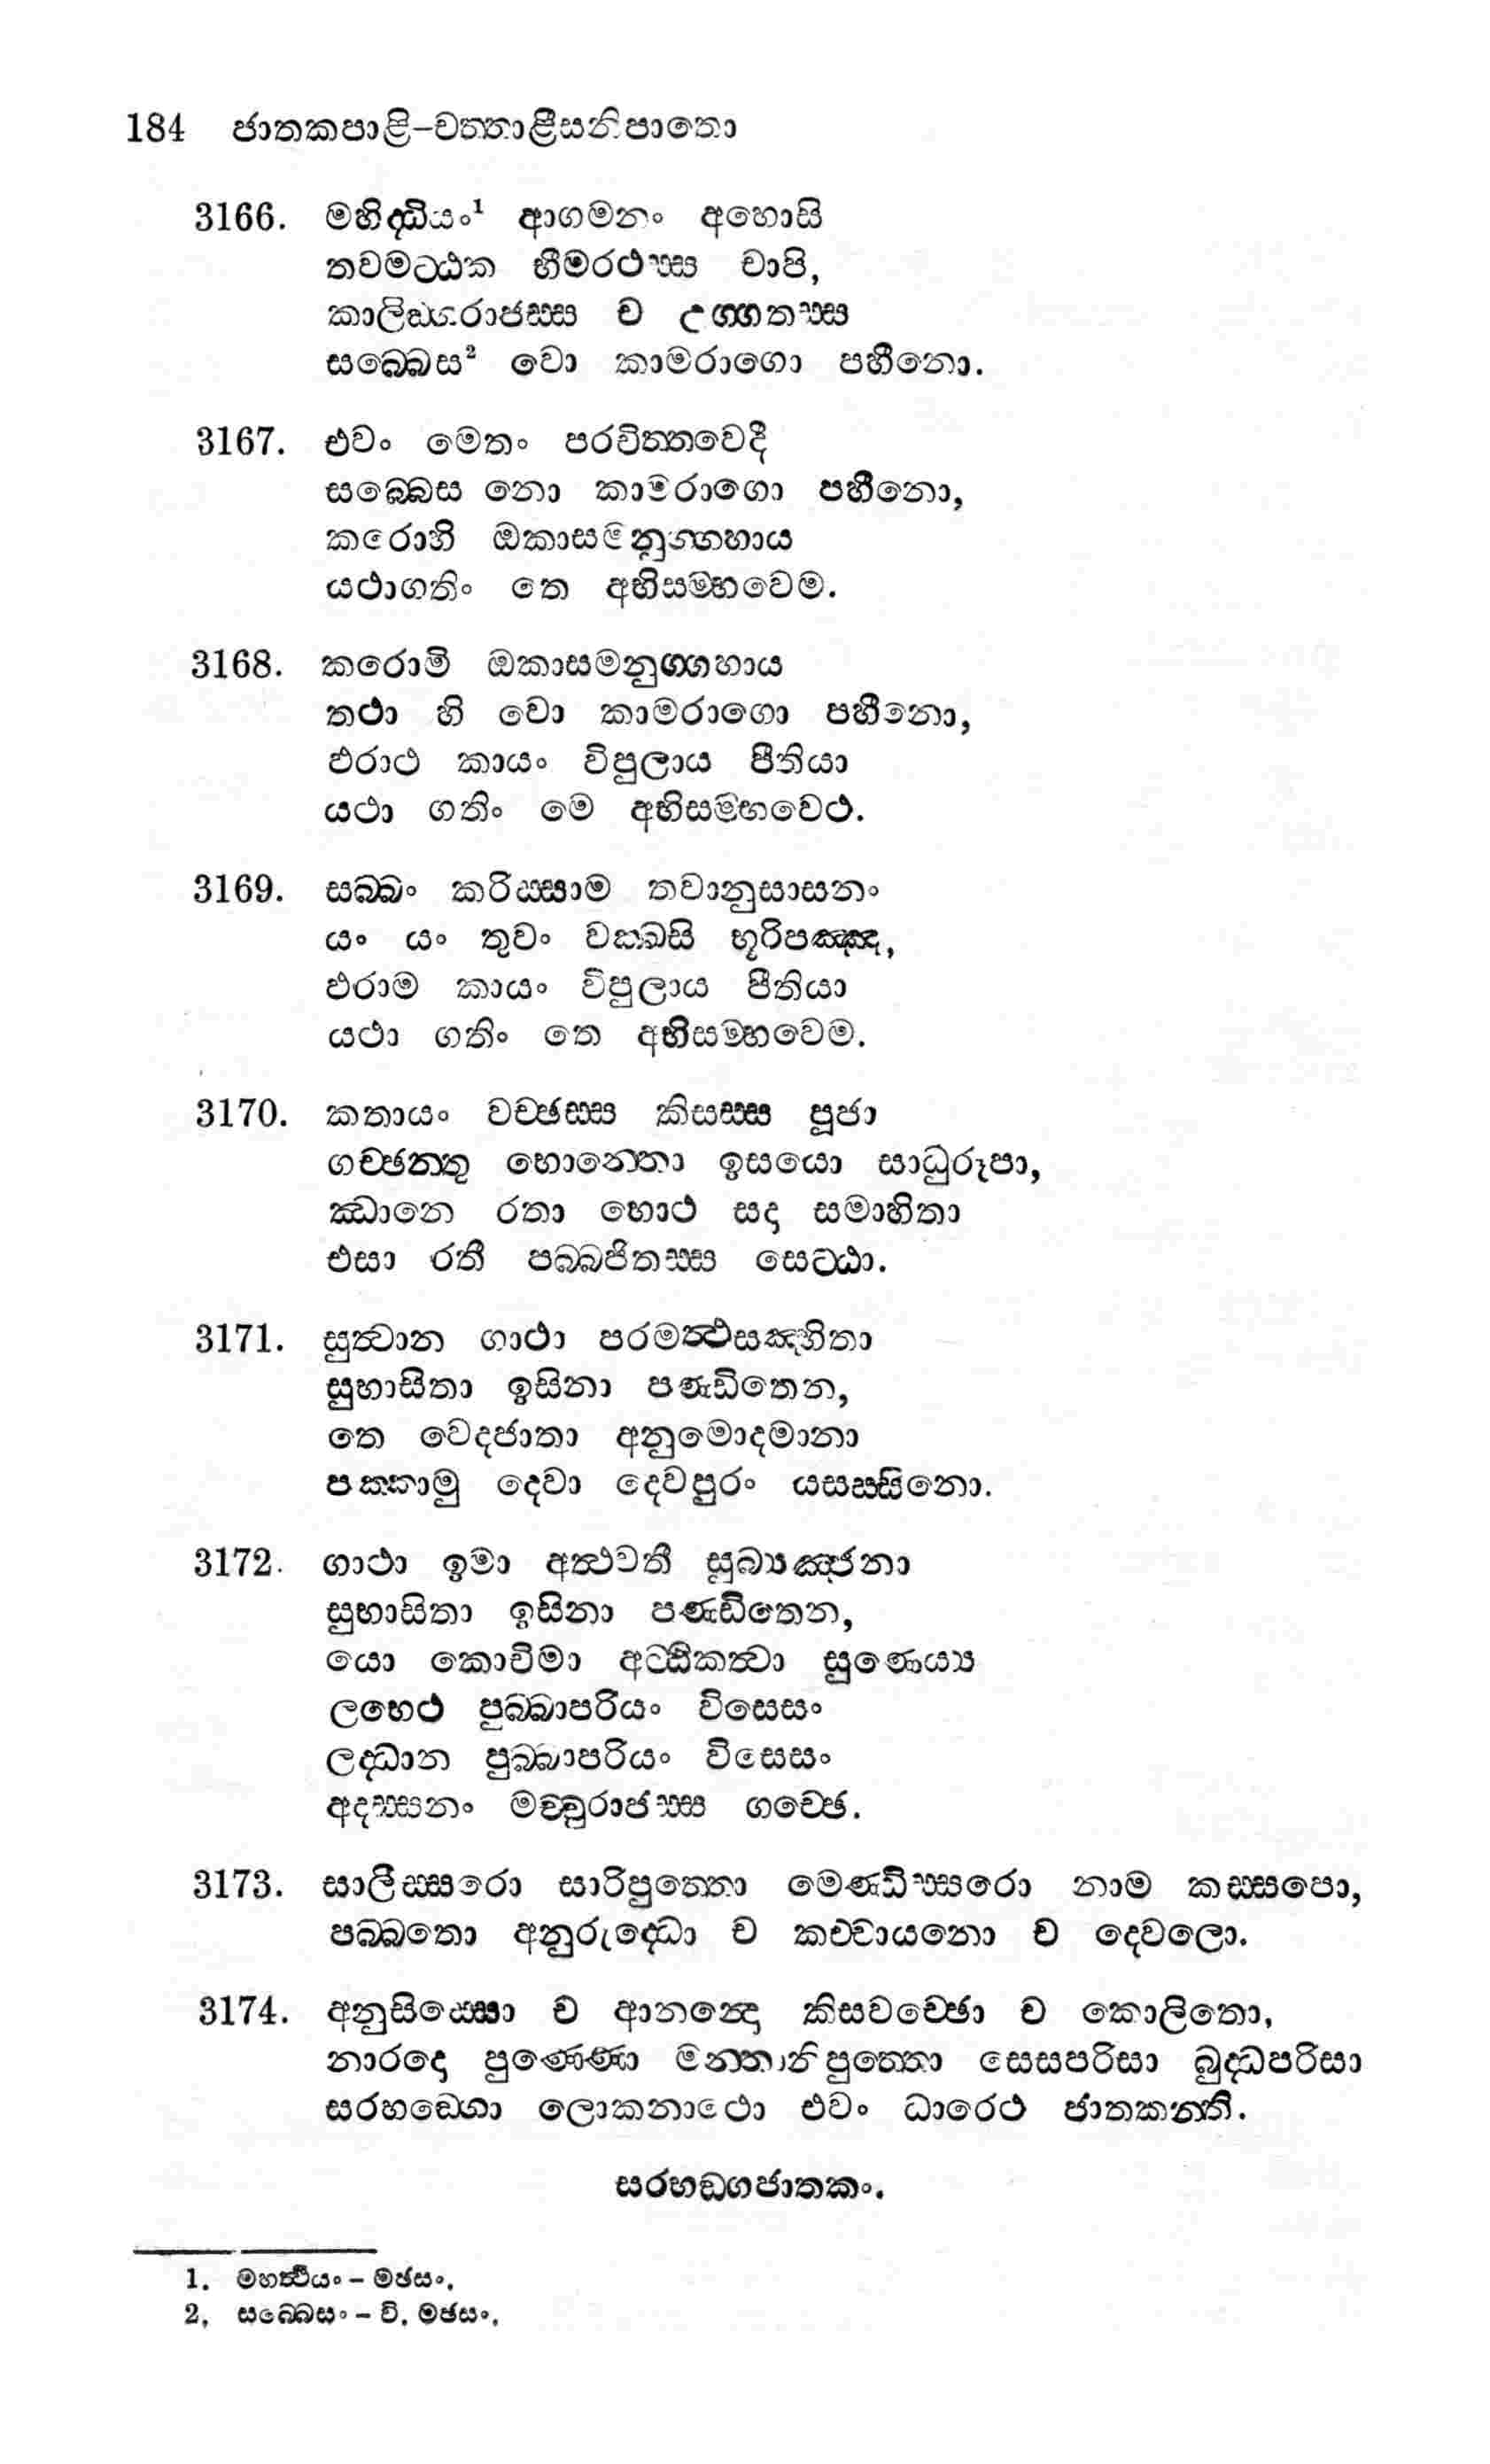 184 ජාතකපාළි-චත්තාළීසනිපාතො
3166. මහිද්ධියං¹ ආගමනං අහොසි
තවමට්ඨක භීමරථස්ස චාපි,
කාලිඞ්ගරාජස්ස ච උග්ගතස්ස
සබ්බෙස² වො කාමරාගො පහීනො.
3167. එවං මෙතං පරචිත්තවෙදී
සබ්බෙස නො කාමරාගො පහීනො,
කරොහි ඔකාසමනුග්ගහාය
යථාගතිං තෙ අභිසම්භවෙම.
3168. කරොමි ඔකාසමනුග්ගහාය
තථා හි වො කාමරාගො පහීනො,
ඵරාථ කායං විපුලාය පීතියා
යථා ගතිං මෙ අභිසම්භවෙථ.
3169. සබ්බං කරිස්සාම තවානුසාසනං
යං යං තුවං වක්ඛසි භූරිපඤ්ඤ,
ඵරාම කායං විපුලාය පීතියා
යථා ගතිං තෙ අභිසම්භවෙම.
3170. කතායං වච්ඡස්ස කිසස්ස පූජා
ගච්ඡන්තු භොන්තො ඉසයො සාධුරූපා,
ඣානෙ රතා හොථ සදා සමාහිතා
එසා රතී පබ්බජිතස්ස සෙට්ඨා.
3171. සුත්වාන ගාථා පරමත්ථසඤ්හිතා
සුභාසිතා ඉසිනා පණ්ඩිතෙන,
තෙ වෙදජාතා අනුමොදමානා
පක්කාමු දෙවා දෙවපුරං යසස්සිනො.
3172. ගාථා ඉමා අත්ථවතී සුබ්‍යඤ්ජනා
සුභාසිතා ඉසිනා පණ්ඩිතෙන,
යො කොචිමා අට්ඨිකත්වා සුණෙය්‍ය
ලභෙථ පුබ්බාපරියං විසෙසං
ලද්ධාන පුබ්බාපරියං විසෙසං
අදස්සනං මච්චුරාජස්ස ගච්ඡෙ.
3173. සාලිස්සරො සාරිපුත්තො මෙණ්ඩිස්සරො නාම කස්සපො,
පබ්බතො අනුරුද්ධො ච කච්චායනො ච දෙවලො.
3174. අනුසිස්සො ච ආනන්දො කිසවච්ඡො ච කොලිතො,
නාරදො පුණ්ණො මන්තානිපුත්තො සෙසපරිසා බුද්ධපරිසා
සරභඞ්ගො ලොකනාථො එවං ධාරෙථ ජාතකන්ති.
සරභඞ්ගජාතකං.
1. මහත්ථියං - මඡසං.
2. සබ්බෙසං - වි. මඡසං.